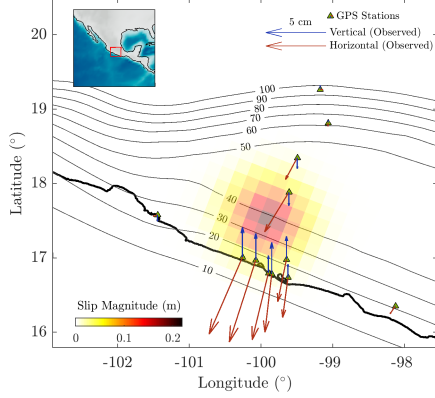 5 cm
GPS Stations
Vertical (Observed)
Horizontal (Observed)
20
19
18
17
16
Latitude (°)
100
90
80
70
60
50
40
30
20
10
Slip Magnitude (m)
0 0.1 0.2
-102 -101 -100 -99 -98
Longitude (°)